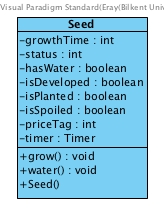 Visual Paradigm Standard(Eray(Bilkent Univ
Seed
-growthTime : int
-status : int
-hasWater : boolean
-isDeveloped : boolean
-isPlanted : boolean
-isSpoiled : boolean
-priceTag : int
-timer : Timer
+grow() : void
+water() : void
+Seed()